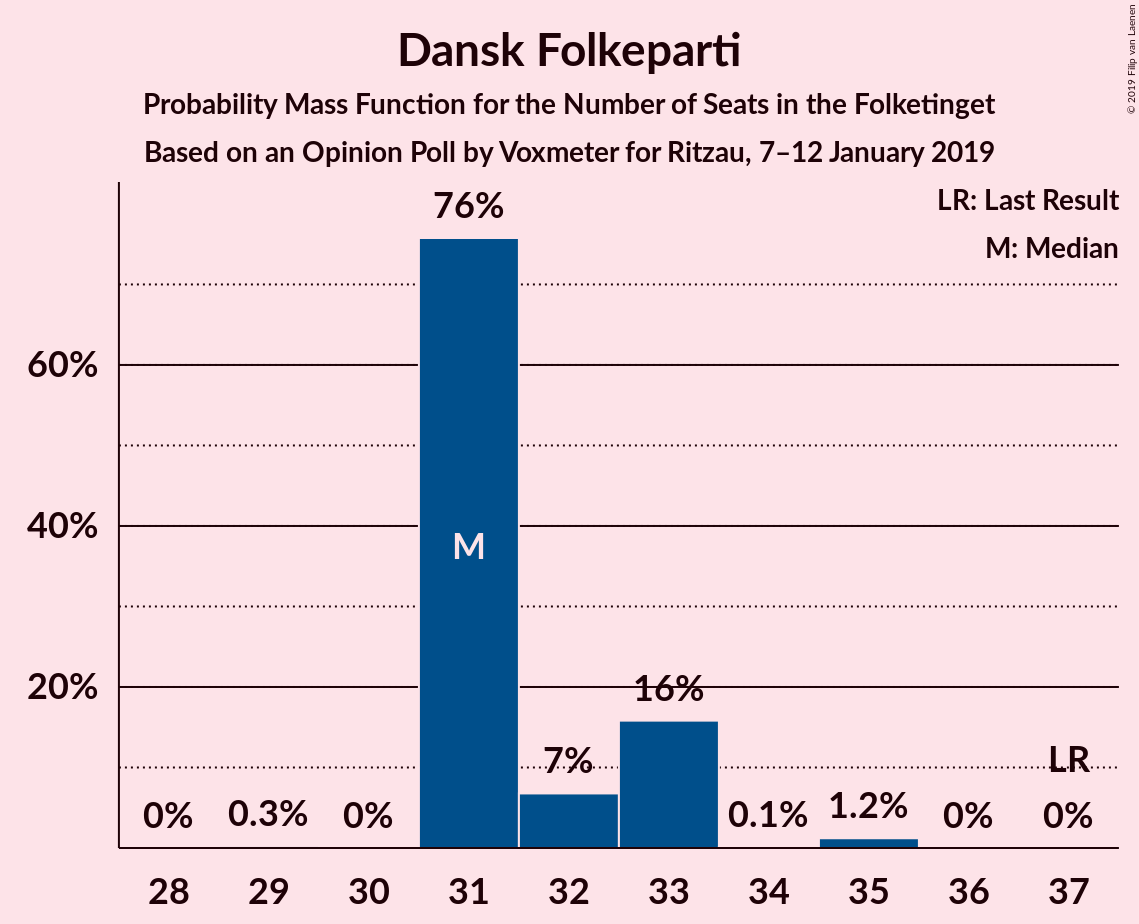 Dansk Folkeparti
Probability Mass Function for the Number of Seats in the Folketinget
Based on an Opinion Poll by Voxmeter for Ritzau, 7–12 January 2019
© 2019 Filip van Laenen
LR: Last Result
M: Median
60%
40%
20%
0%
0.3%
0%
76%
M
7%
16%
0.1%
1.2%
0%
LR
0%
28 29 30 31 32 33 34 35 36 37